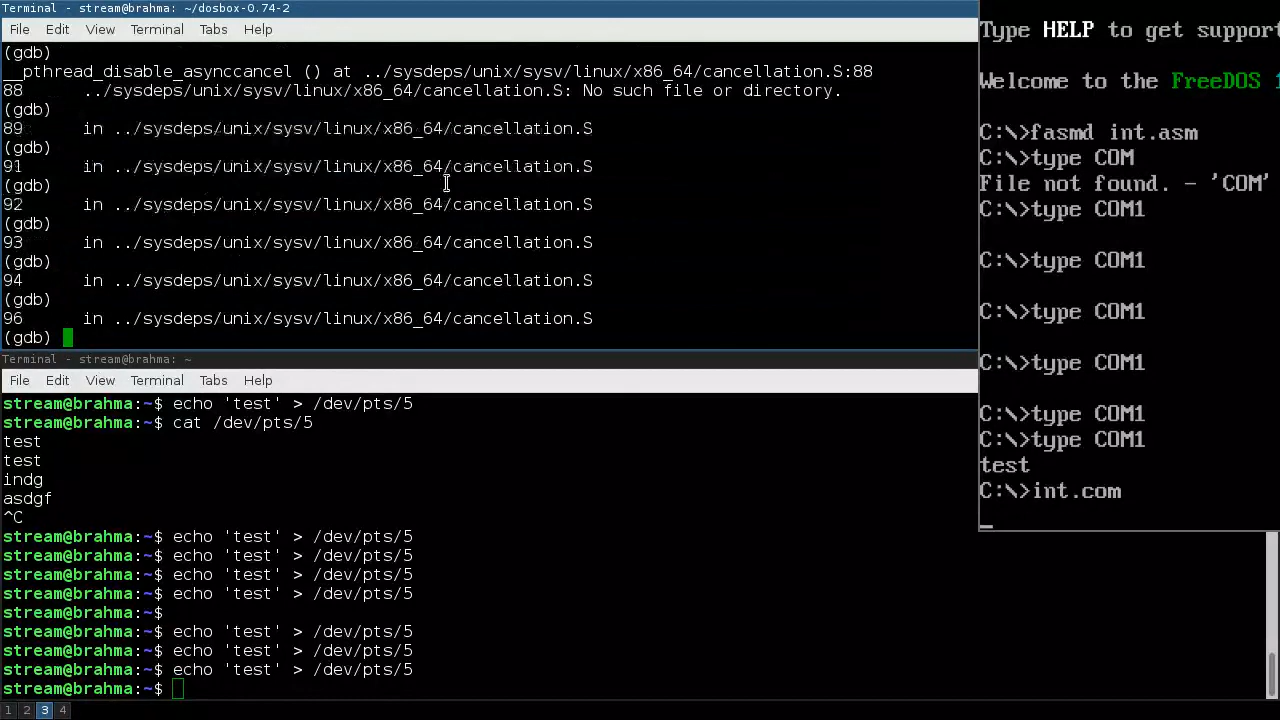 Terminal - stream@brahma: ~/dosbox-0.74-2
File Edit View Terminal Tabs Help
(gdb)
__pthread_disable_asynccancel () at ../sysdeps/unix/sysv/linux/x86_64/cancellation.S:88
88 ../sysdeps/unix/sysv/linux/x86_64/cancellation.S: No such file or directory.
(gdb)
89 in ../sysdeps/unix/sysv/linux/x86_64/cancellation.S
(gdb)
91 in ../sysdeps/unix/sysv/linux/x86_64/cancellation.S
(gdb)
92 in ../sysdeps/unix/sysv/linux/x86_64/cancellation.S
(gdb)
93 in ../sysdeps/unix/sysv/linux/x86_64/cancellation.S
(gdb)
94 in ../sysdeps/unix/sysv/linux/x86_64/cancellation.S
(gdb)
96 in ../sysdeps/unix/sysv/linux/x86_64/cancellation.S
(gdb)
Terminal - stream@brahma: ~
File Edit View Terminal Tabs Help
stream@brahma:~$ echo 'test' > /dev/pts/5
stream@brahma:~$ cat /dev/pts/5
test
test
indg
asdgf
^C
stream@brahma:~$ echo 'test' > /dev/pts/5
stream@brahma:~$ echo 'test' > /dev/pts/5
stream@brahma:~$ echo 'test' > /dev/pts/5
stream@brahma:~$ echo 'test' > /dev/pts/5
stream@brahma:~$
stream@brahma:~$ echo 'test' > /dev/pts/5
stream@brahma:~$ echo 'test' > /dev/pts/5
stream@brahma:~$ echo 'test' > /dev/pts/5
stream@brahma:~$
1 2 3 4
Type HELP to get support
Welcome to the FreeDOS 1
C:\>fasmd int.asm
C:\>type COM
File not found. - 'COM'
C:\>type COM1
C:\>type COM1
C:\>type COM1
C:\>type COM1
C:\>type COM1
C:\>type COM1
test
C:\>int.com